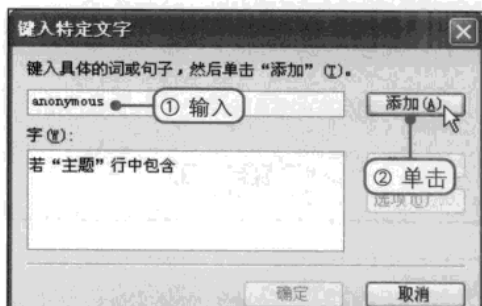 键入特定文字
键入具体的词或句子，然后单击“添加”(T)。
anonymous
① 输入
添加(A)
字(W):
若“主题”行中包含
② 单击
选项(O)
确定
取消